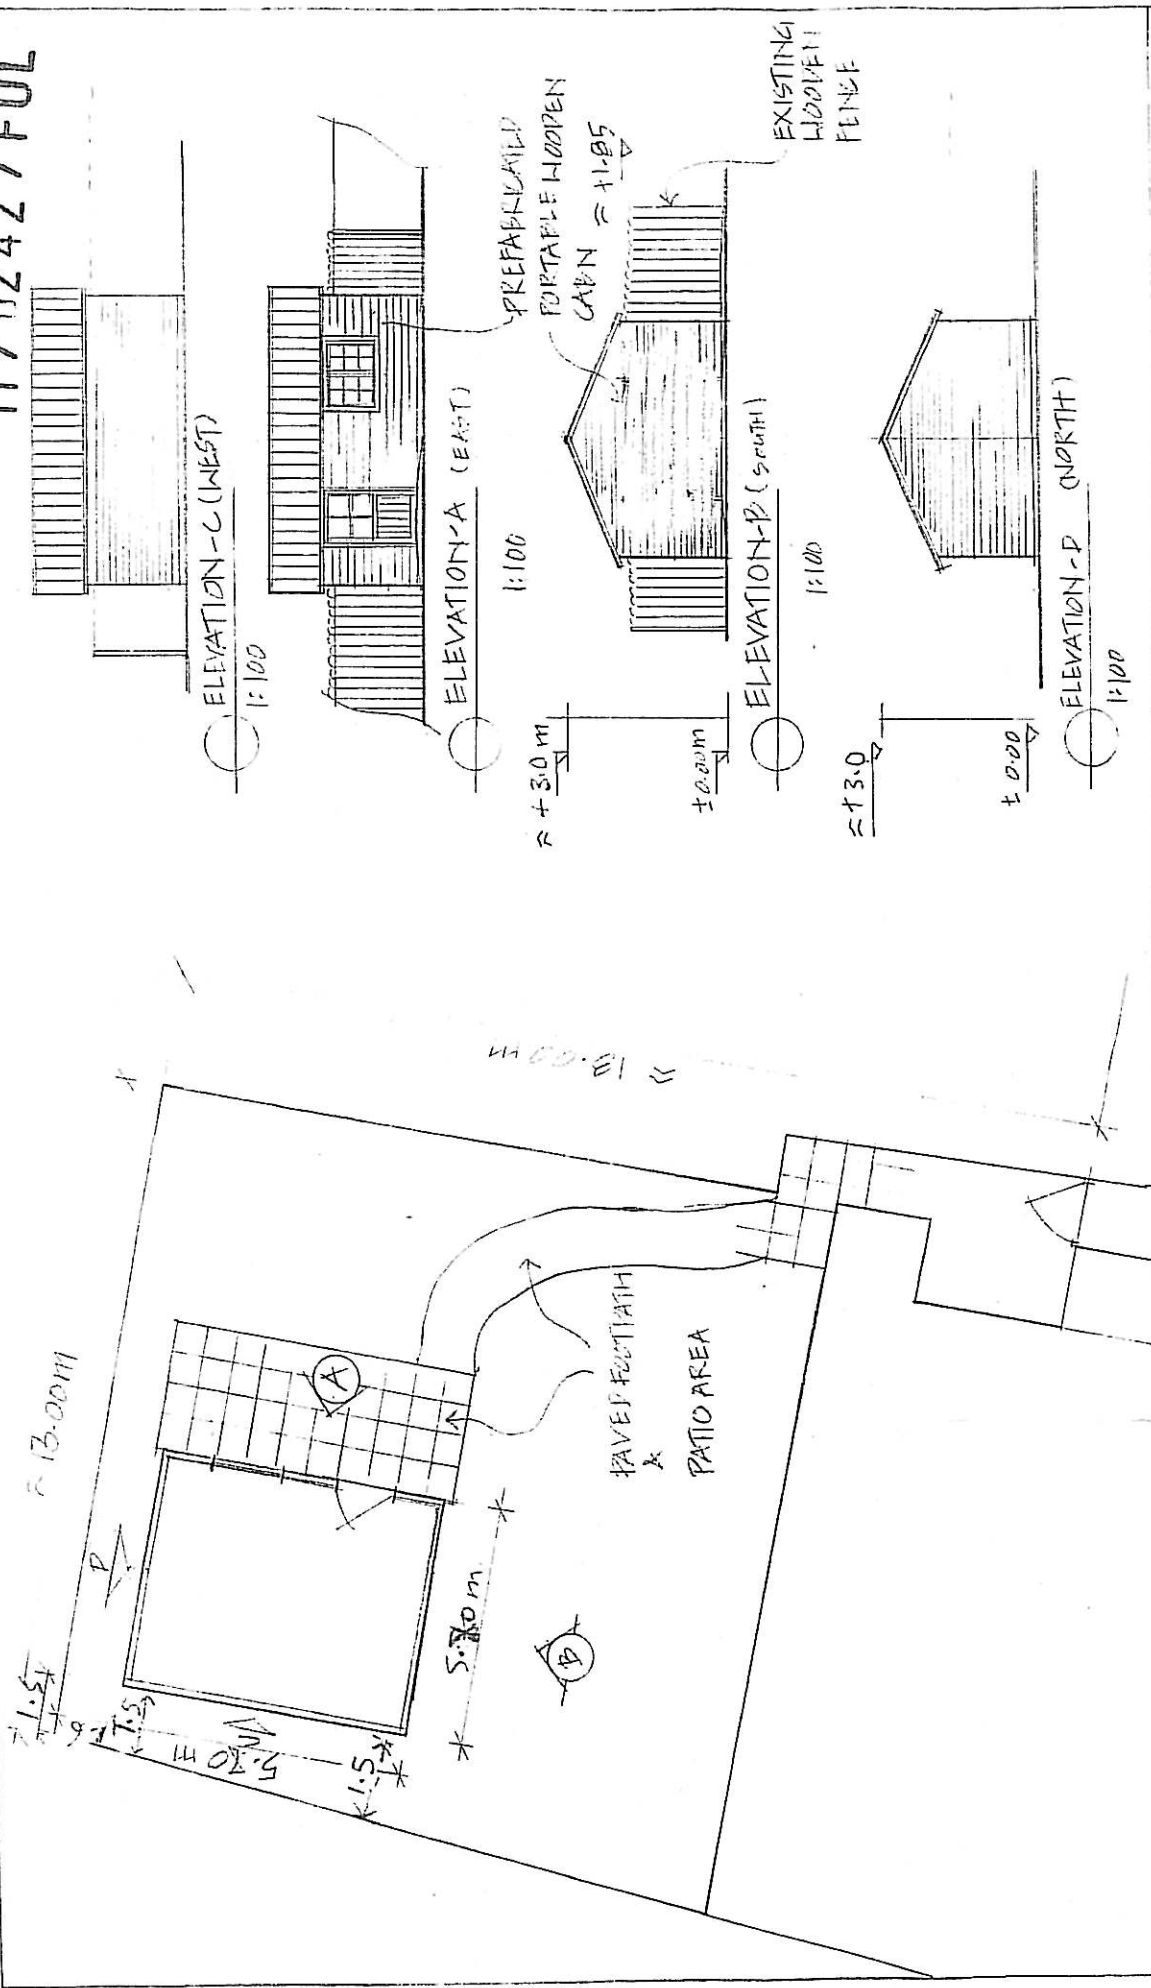 ELEVATION-C (WEST)
1:100
ELEVATION-A (EAST)
1:100
PREFABRICATED
PORTABLE WOODEN
CABIN
≈ +1.85
≈ +3.0 m
±0.00m
ELEVATION-B (SOUTH)
1:100
EXISTING
WOODEN
FENCE
≈ +3.0
± 0.00
ELEVATION-D (NORTH)
1:100
≈ 13.00m
≈ 13.00 m
1.5
1.5
1.5
D
C
A
B
PAVED FOOTPATH
&
PATIO AREA